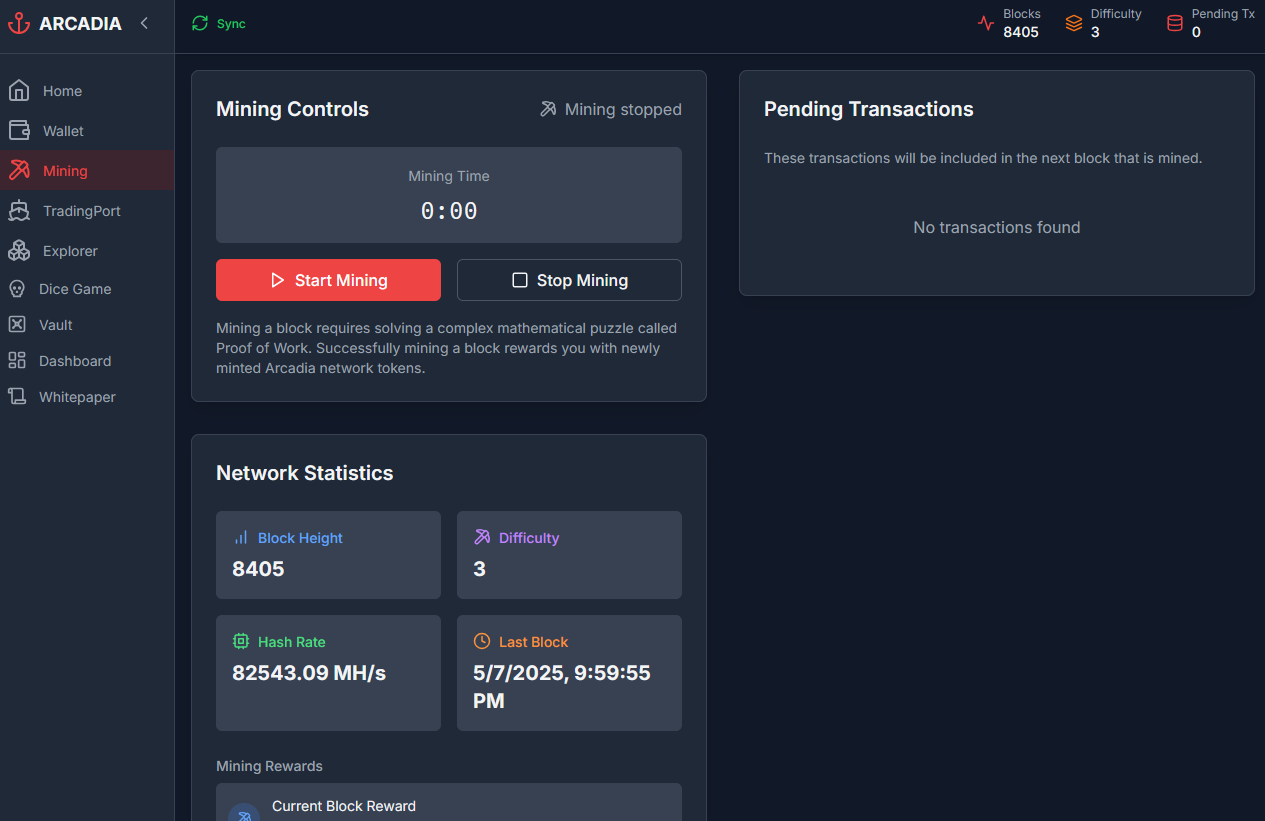 ARCADIA
Sync
Blocks
8405
Difficulty
3
Pending Tx
0
Home
Wallet
Mining
TradingPort
Explorer
Dice Game
Vault
Dashboard
Whitepaper
Mining Controls
Mining stopped
Mining Time
0:00
Start Mining
Stop Mining
Mining a block requires solving a complex mathematical puzzle called
Proof of Work. Successfully mining a block rewards you with newly
minted Arcadia network tokens.
Pending Transactions
These transactions will be included in the next block that is mined.
No transactions found
Network Statistics
Block Height
8405
Difficulty
3
Hash Rate
82543.09 MH/s
Last Block
5/7/2025, 9:59:55
PM
Mining Rewards
Current Block Reward